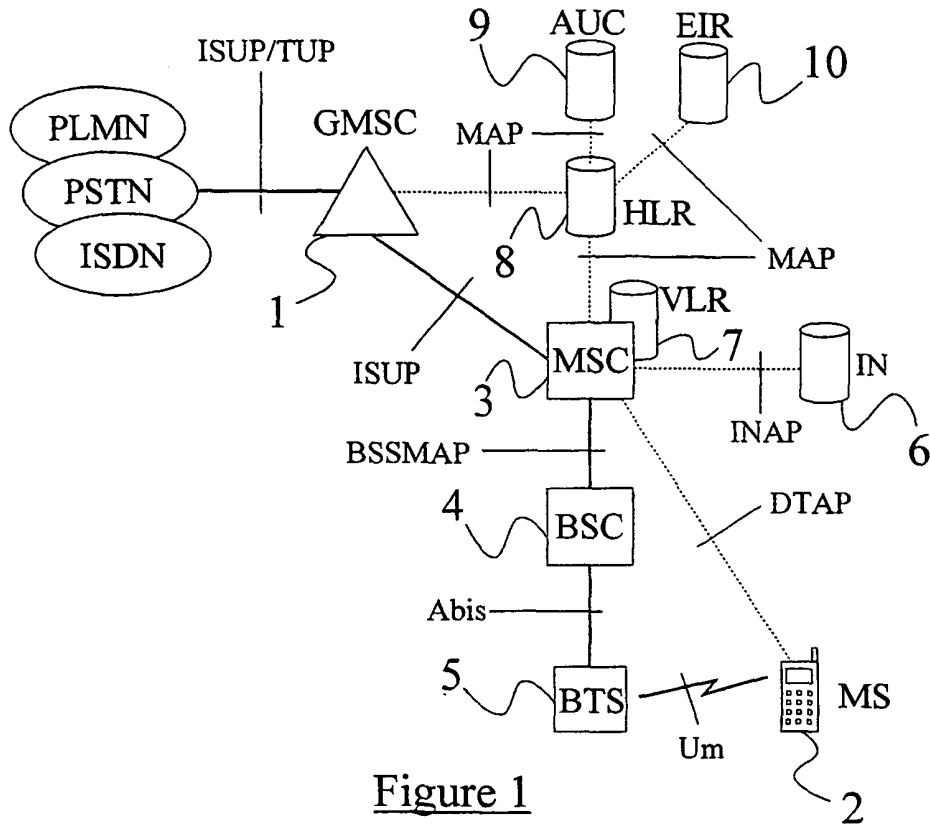 9
AUC
EIR
10
ISUP/TUP
PLMN
GMSC
MAP
PSTN
HLR
ISDN
8
MAP
1
VLR
ISUP
3
MSC
7
IN
INAP
6
BSSMAP
4
BSC
DTAP
Abis
5
BTS
MS
Um
2
Figure 1